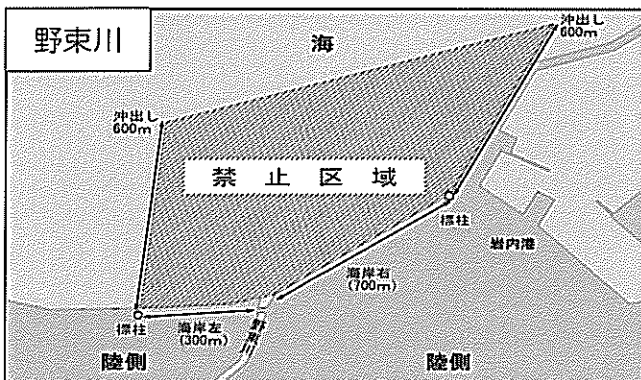 野束川
海
沖出し
600m
沖出し
600m
禁止区域
標柱
岩内港
海岸右
(700m)
標柱
海岸左
(300m)
野束川
陸側
陸側